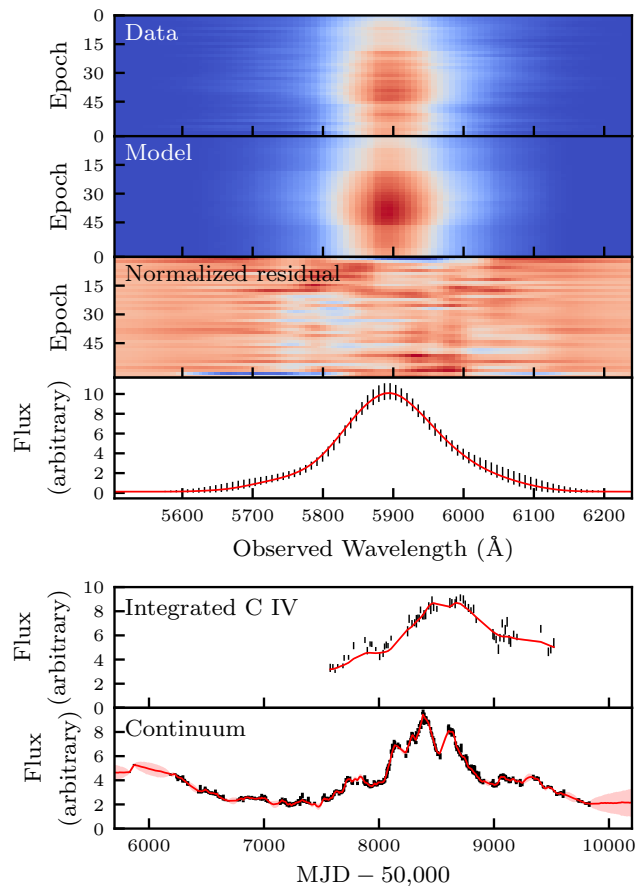 0
Data
15
30
45
Epoch
0
Model
15
30
45
Epoch
0
Normalized residual
15
30
45
Epoch
10
8
6
4
2
0
Flux
(arbitrary)
5600 5700 5800 5900 6000 6100 6200
Observed Wavelength (Å)
10
Integrated C IV
8
6
4
2
0
Flux
(arbitrary)
Continuum
8
6
4
2
0
Flux
(arbitrary)
6000 7000 8000 9000 10000
MJD − 50,000